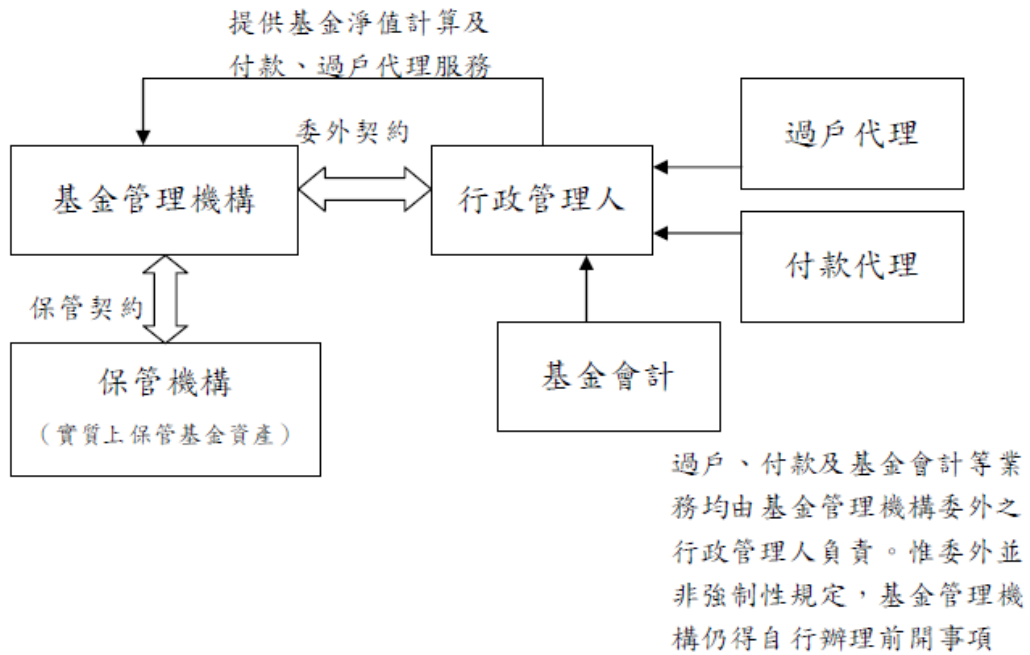 提供基金淨值計算及
付款、過戶代理服務
委外契約
過戶代理
基金管理機構
行政管理人
付款代理
保管契約
保管機構
（實質上保管基金資產）
基金會計
過戶、付款及基金會計等業
務均由基金管理機構委外之
行政管理人負責。惟委外並
非強制性規定，基金管理機
構仍得自行辦理前開事項